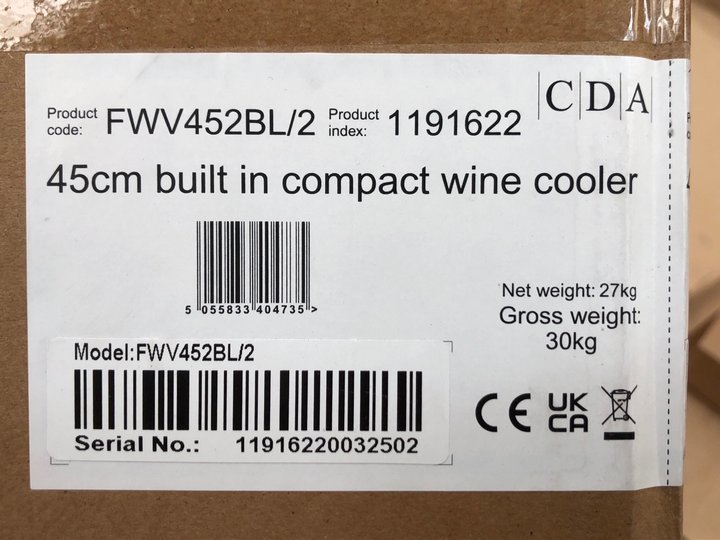 CDA
Product code: FWV452BL/2 Product index: 1191622
45cm built in compact wine cooler
5 055833 404735 >
Net weight: 27kg
Gross weight:
30kg
Model:FWV452BL/2
Serial No.: 11916220032502
CE UK CA